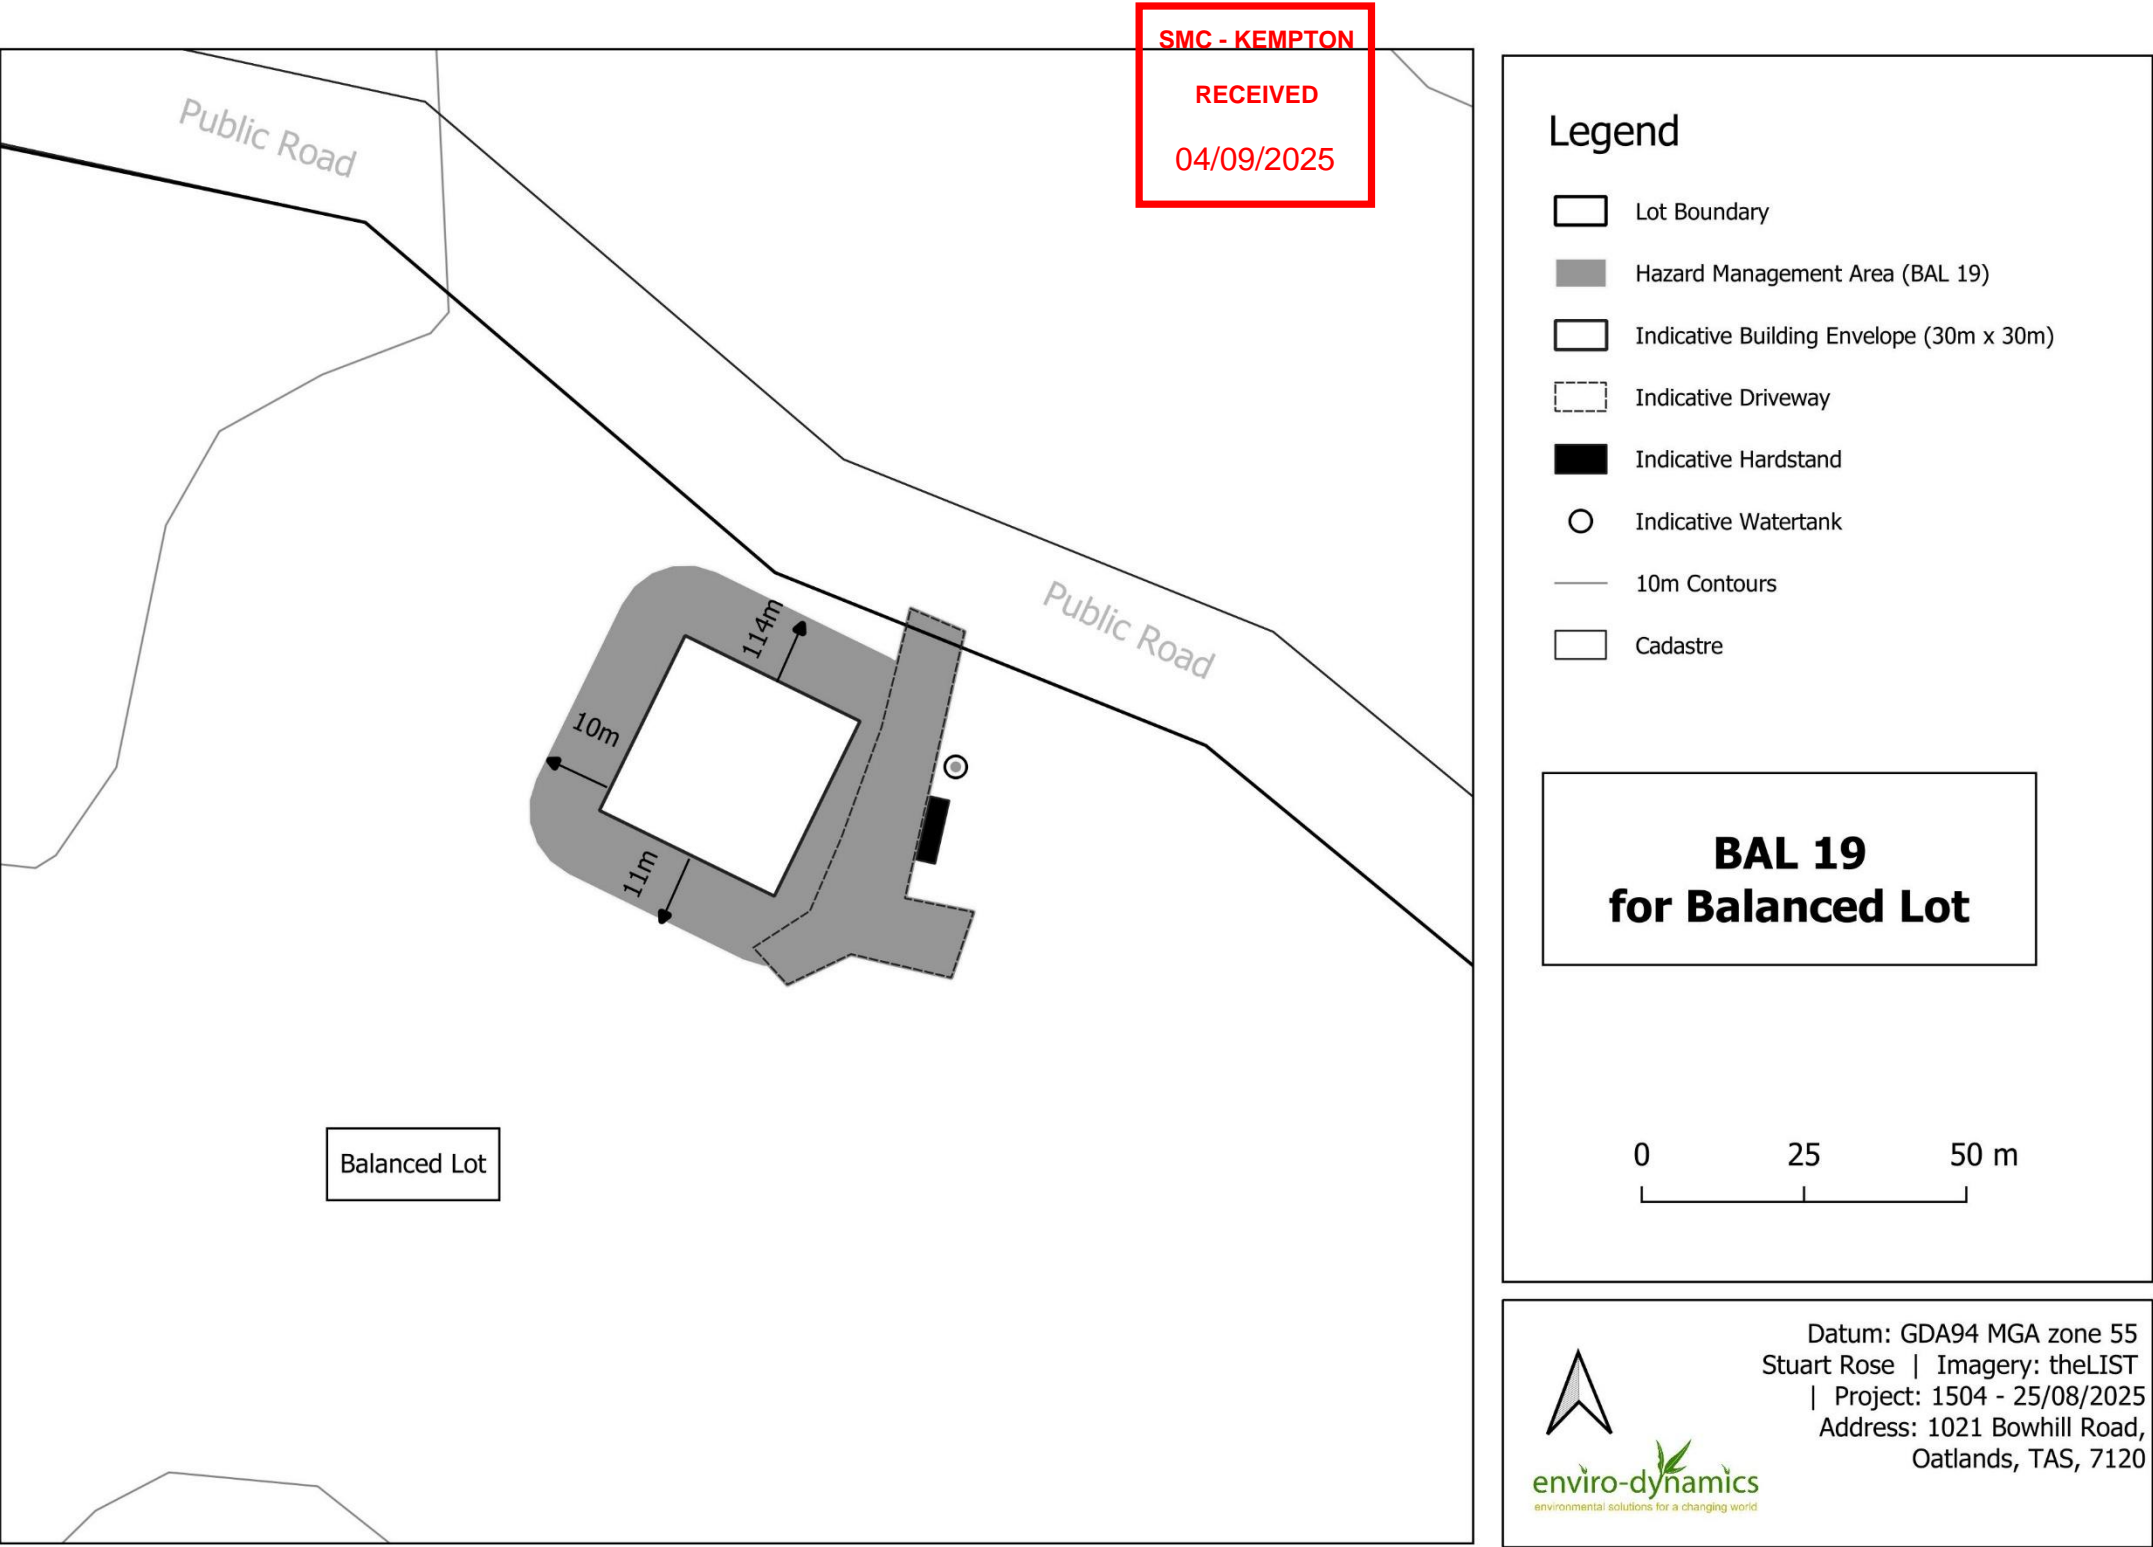 SMC - KEMPTON
RECEIVED
04/09/2025
Public Road
Public Road
114m
10m
11m
Balanced Lot
Legend
Lot Boundary
Hazard Management Area (BAL 19)
Indicative Building Envelope (30m x 30m)
Indicative Driveway
Indicative Hardstand
Indicative Watertank
10m Contours
Cadastre
BAL 19
for Balanced Lot
0 25 50 m
Datum: GDA94 MGA zone 55
Stuart Rose | Imagery: theLIST
| Project: 1504 - 25/08/2025
Address: 1021 Bowhill Road,
Oatlands, TAS, 7120
enviro-dynamics
environmental solutions for a changing world